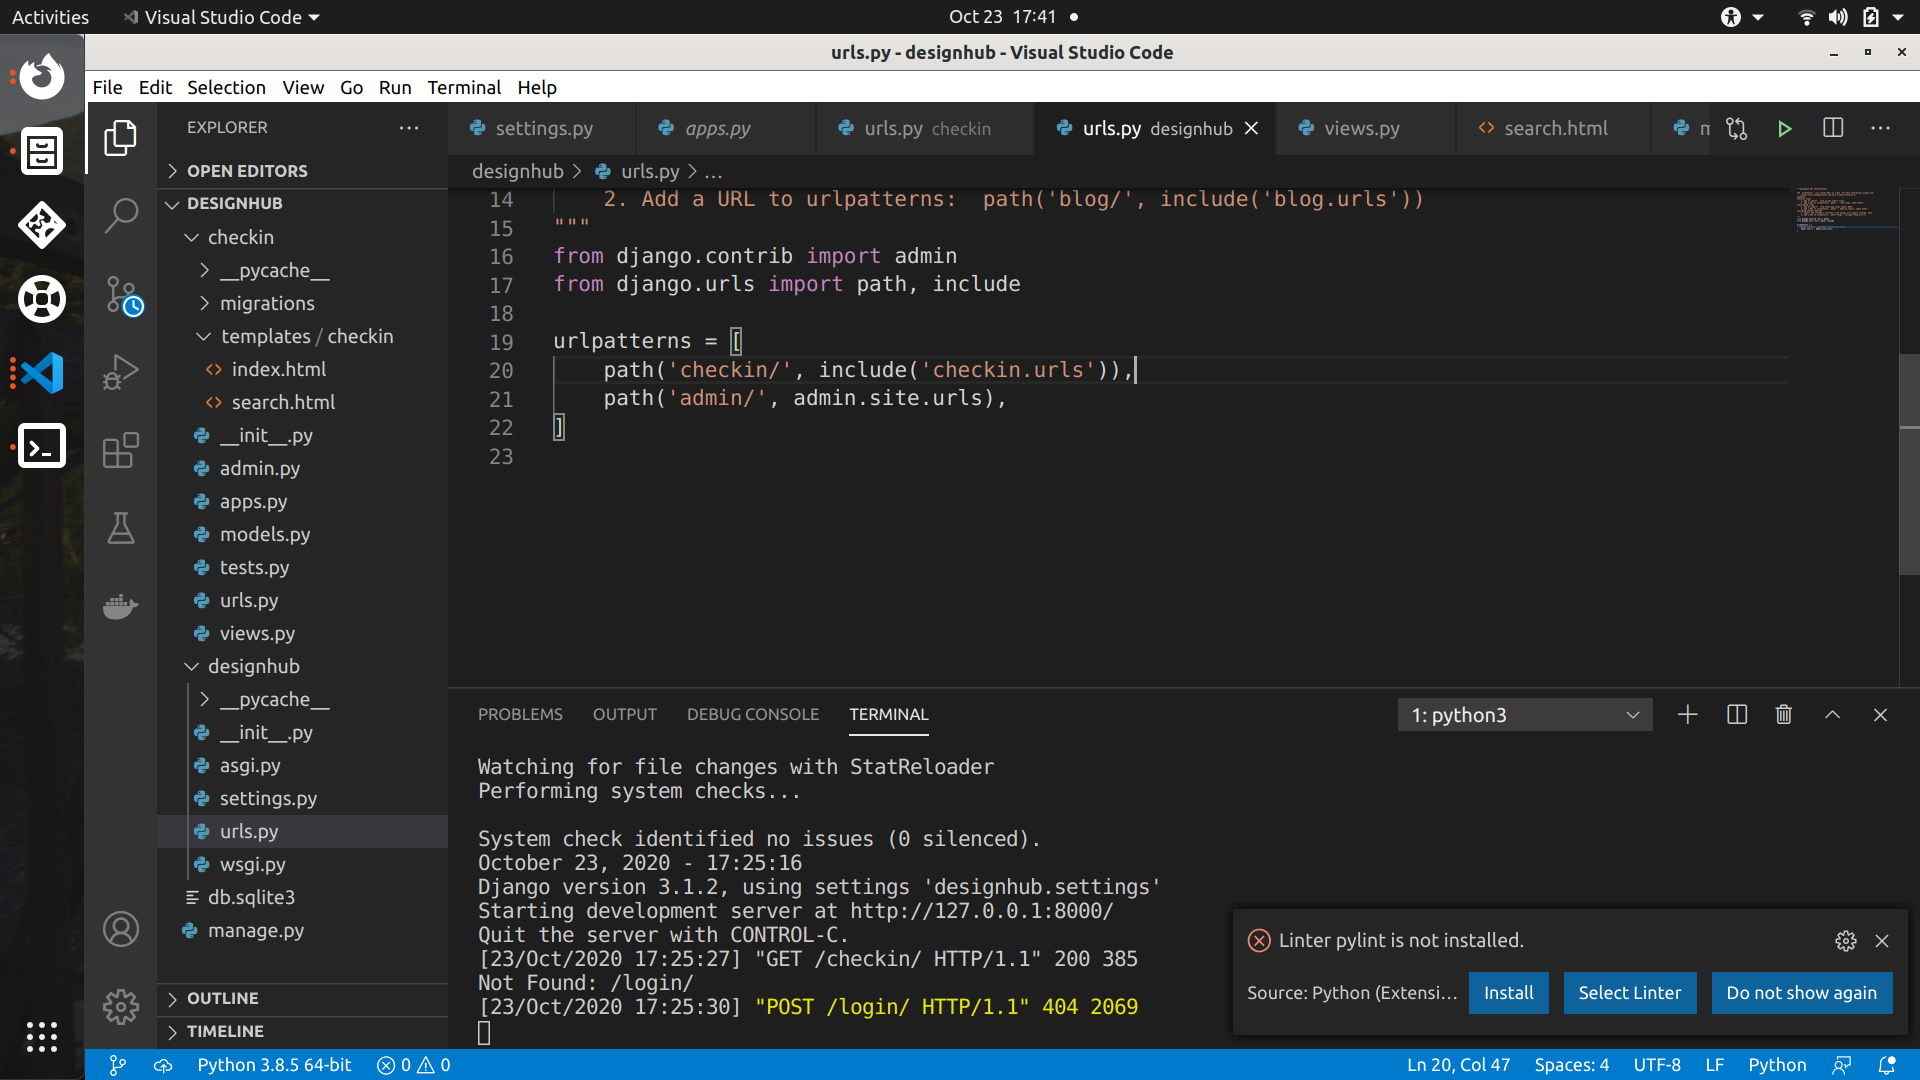 Activities
Visual Studio Code
Oct 23 17:41
urls.py - designhub - Visual Studio Code
File Edit Selection View Go Run Terminal Help
EXPLORER
settings.py
apps.py
urls.py checkin
urls.py designhub
views.py
search.html
OPEN EDITORS
designhub > urls.py > ...
DESIGNHUB
checkin
__pycache__
migrations
templates / checkin
index.html
search.html
__init__.py
admin.py
apps.py
models.py
tests.py
urls.py
views.py
designhub
__pycache__
__init__.py
asgi.py
settings.py
urls.py
wsgi.py
db.sqlite3
manage.py
OUTLINE
TIMELINE
14 2. Add a URL to urlpatterns:  path('blog/', include('blog.urls'))
15 """
16 from django.contrib import admin
17 from django.urls import path, include
18
19 urlpatterns = [
20 path('checkin/', include('checkin.urls')),
21 path('admin/', admin.site.urls),
22 ]
23
PROBLEMS OUTPUT DEBUG CONSOLE TERMINAL
1: python3
Watching for file changes with StatReloader
Performing system checks...
System check identified no issues (0 silenced).
October 23, 2020 - 17:25:16
Django version 3.1.2, using settings 'designhub.settings'
Starting development server at http://127.0.0.1:8000/
Quit the server with CONTROL-C.
[23/Oct/2020 17:25:27] "GET /checkin/ HTTP/1.1" 200 385
Not Found: /login/
[23/Oct/2020 17:25:30] "POST /login/ HTTP/1.1" 404 2069
Linter pylint is not installed.
Source: Python (Extensi...
Install
Select Linter
Do not show again
Python 3.8.5 64-bit
0
0
Ln 20, Col 47
Spaces: 4
UTF-8
LF
Python